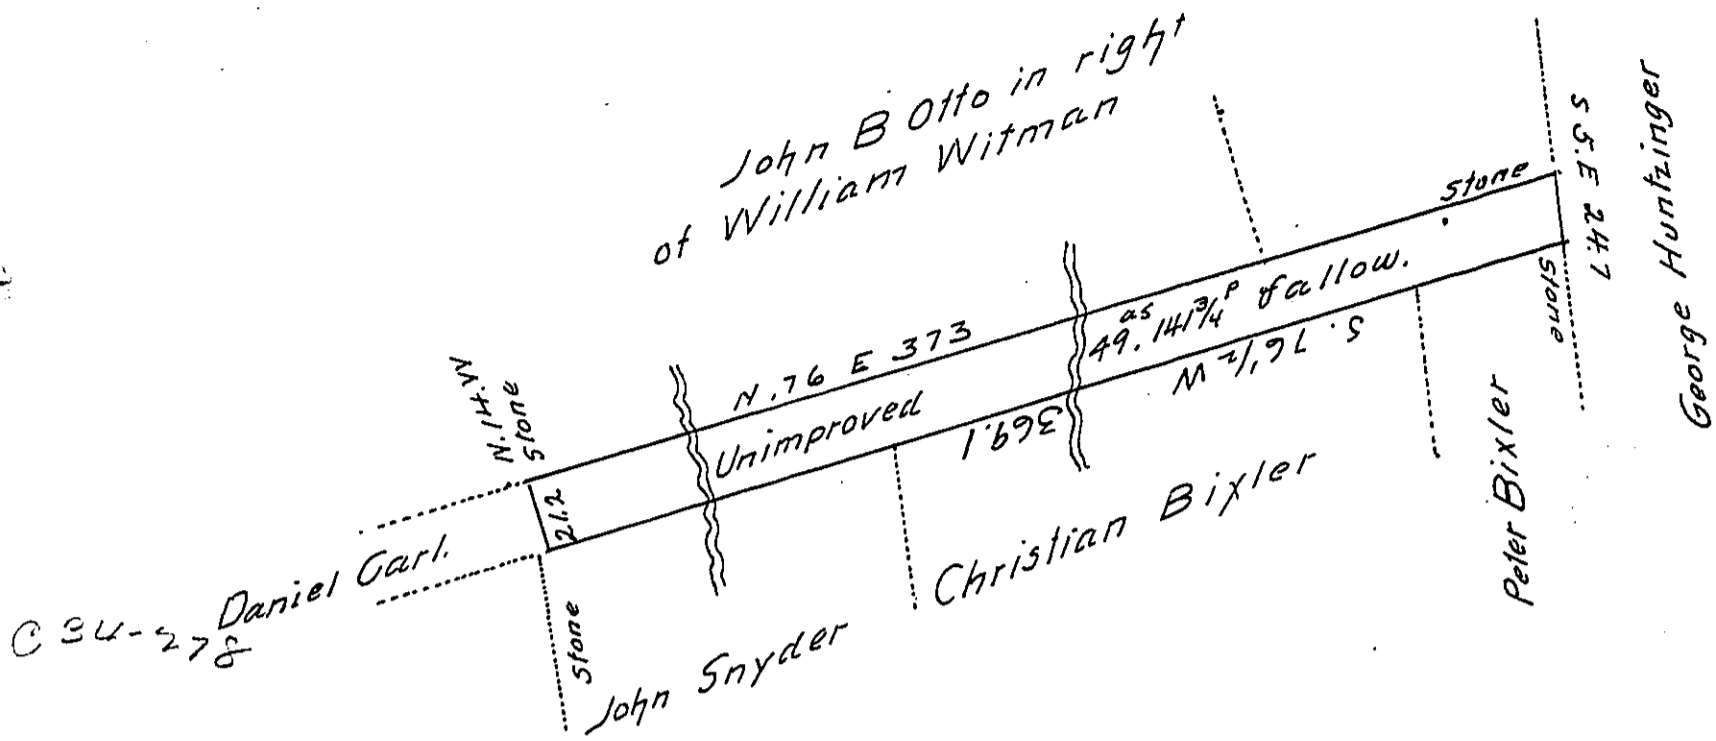 John B Otto in right
of William Witman
S 5. E 24.7
George Huntzinger
stone
stone
N. 14. W
Stone
N. 76 E 373
as
49. 141 3/4 P fallow.
Unimproved
S. 76 1/2 W
369.1
21.2
Daniel Carl.
C 34-278
stone
John Snyder
Christian Bixler
Peter Bixler